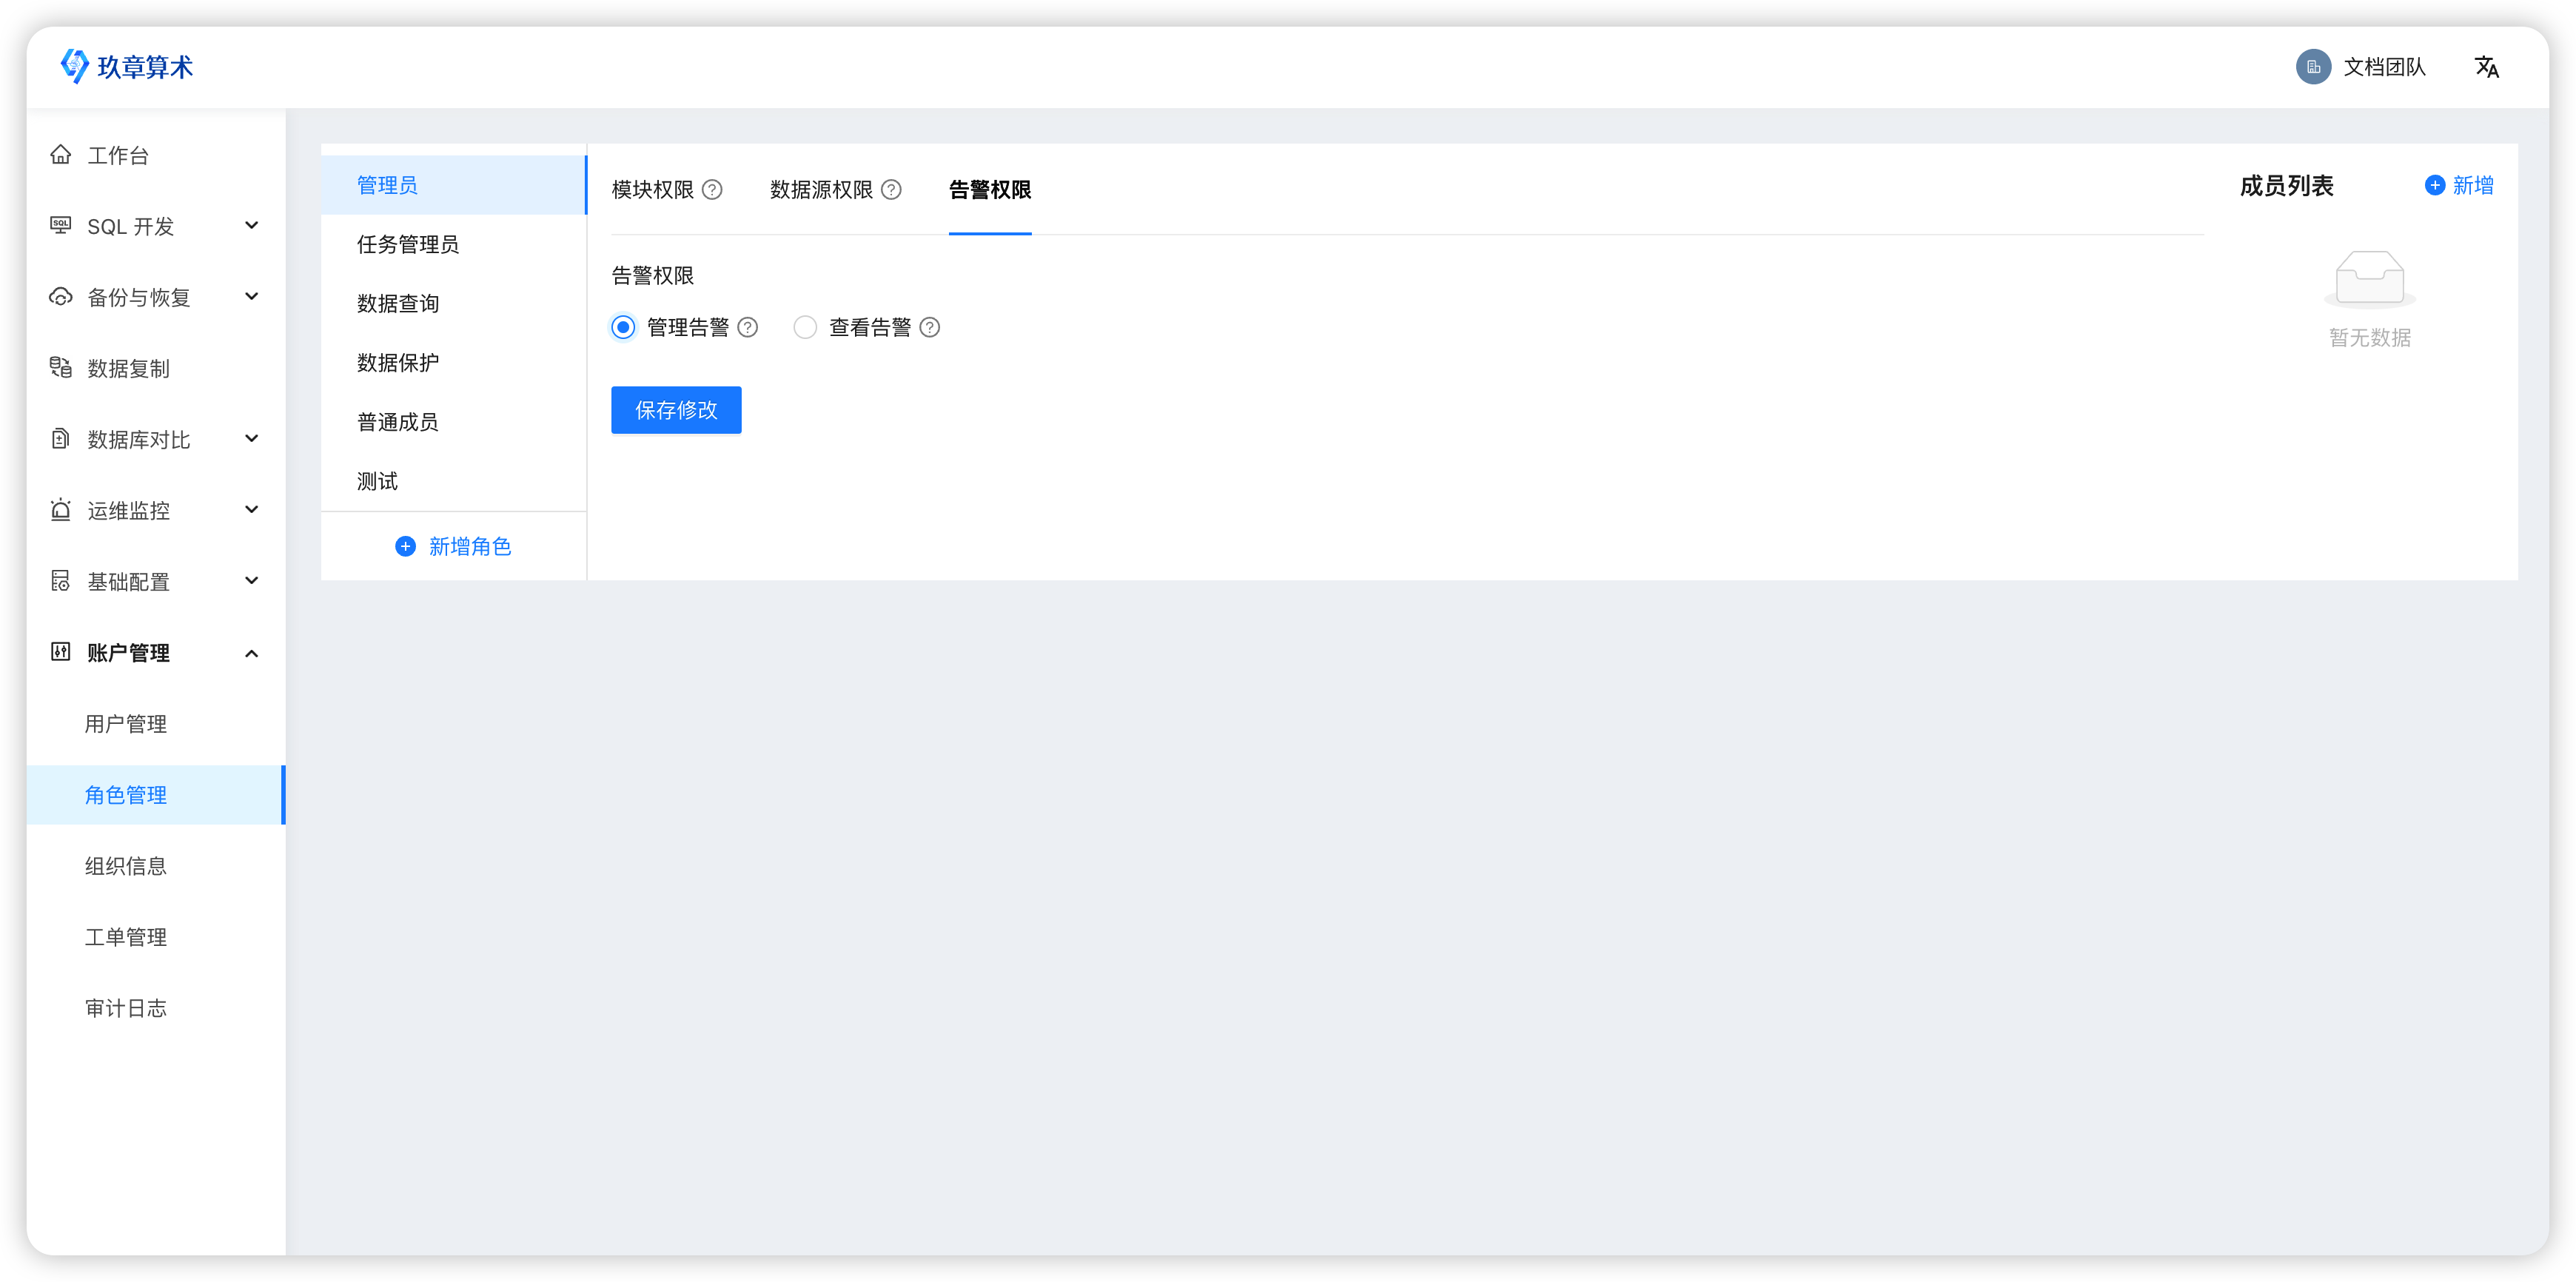 玖章算术
文档团队
工作台
SQL 开发
备份与恢复
数据复制
数据库对比
运维监控
基础配置
账户管理
用户管理
角色管理
组织信息
工单管理
审计日志
管理员
任务管理员
数据查询
数据保护
普通成员
测试
新增角色
模块权限
数据源权限
告警权限
告警权限
管理告警
查看告警
保存修改
成员列表
新增
暂无数据